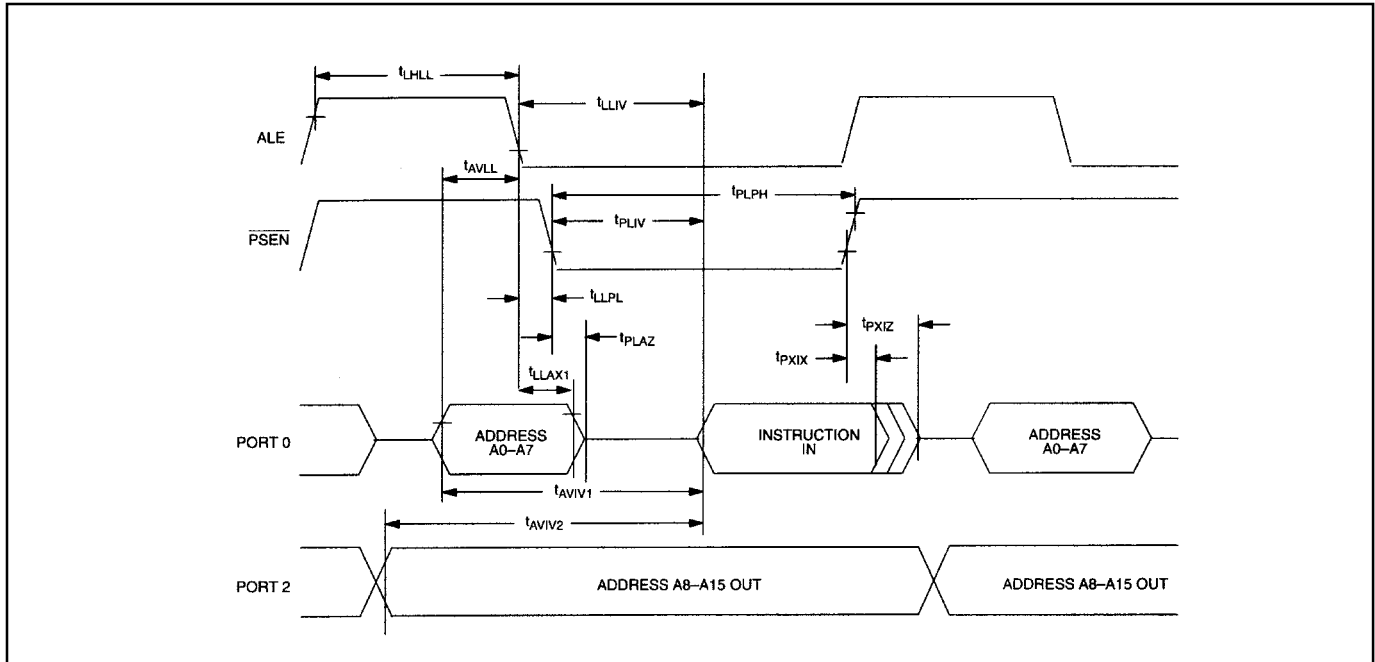 tLHLL
tLLIV
ALE
tAVLL
tPLPH
PSEN
tPLIV
tLLPL
tPXIZ
tPLAZ
tPXIX
tLLAX1
PORT 0
ADDRESS
A0–A7
INSTRUCTION
IN
ADDRESS
A0–A7
tAVIV1
tAVIV2
PORT 2
ADDRESS A8–A15 OUT
ADDRESS A8–A15 OUT